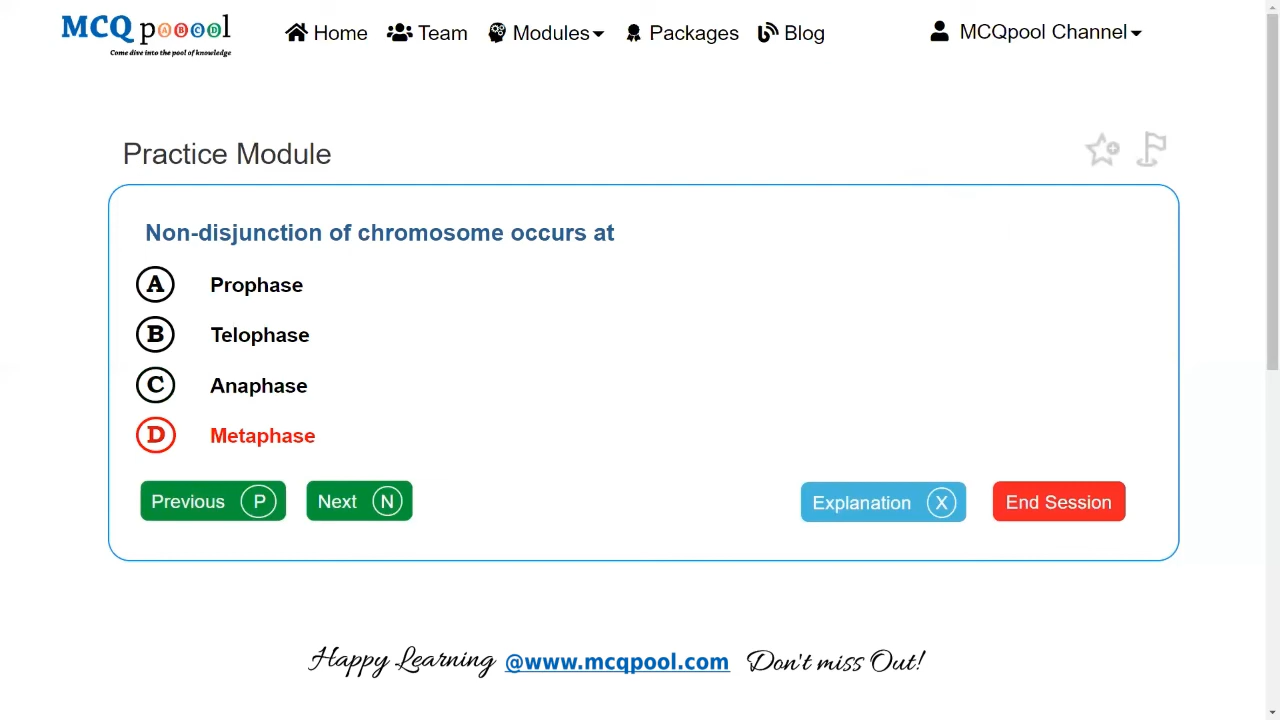 MCQ pooool Home Team Modules Packages Blog MCQpool Channel
Come dive into the pool of knowledge
Practice Module
Non-disjunction of chromosome occurs at
A Prophase
B Telophase
C Anaphase
D Metaphase
Previous P Next N Explanation X End Session
Happy Learning @www.mcqpool.com Don't miss Out!